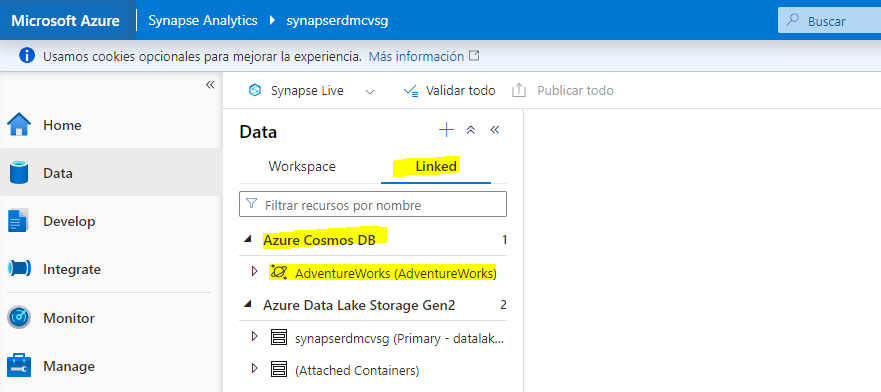 Microsoft Azure
Synapse Analytics
synapserdmcvsg
Buscar
Usamos cookies opcionales para mejorar la experiencia. Más información
Synapse Live
Validar todo
Publicar todo
Home
Data
Develop
Integrate
Monitor
Manage
Data
Workspace
Linked
Filtrar recursos por nombre
Azure Cosmos DB 1
AdventureWorks (AdventureWorks)
Azure Data Lake Storage Gen2 2
synapserdmcvsg (Primary - datalak...
(Attached Containers)